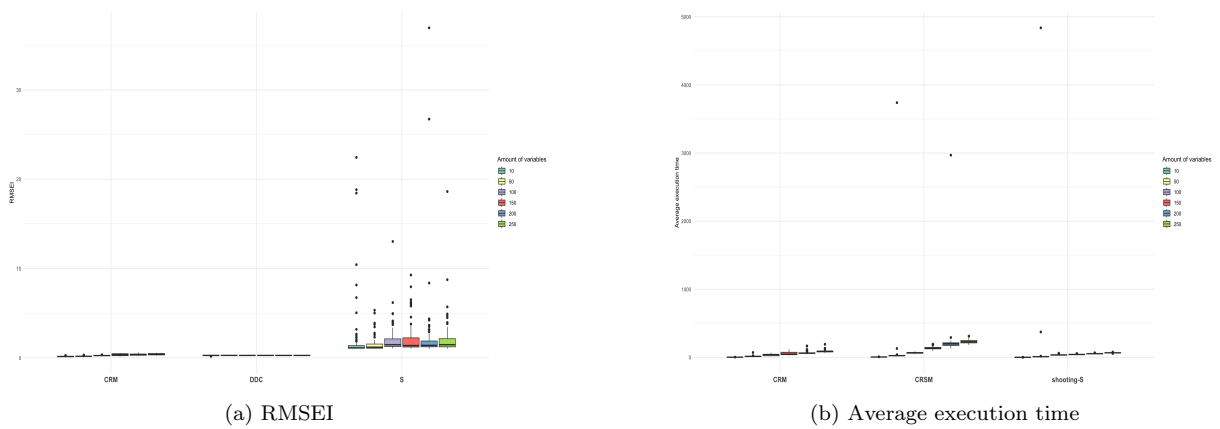 RMSEI
30
10
0
CRM DDC S
Amount of variables
10
50
100
150
200
250
(a) RMSEI
Average execution time
5000
4000
3000
2000
1000
0
CRM CRSM shooting-S
Amount of variables
10
50
100
150
200
250
(b) Average execution time